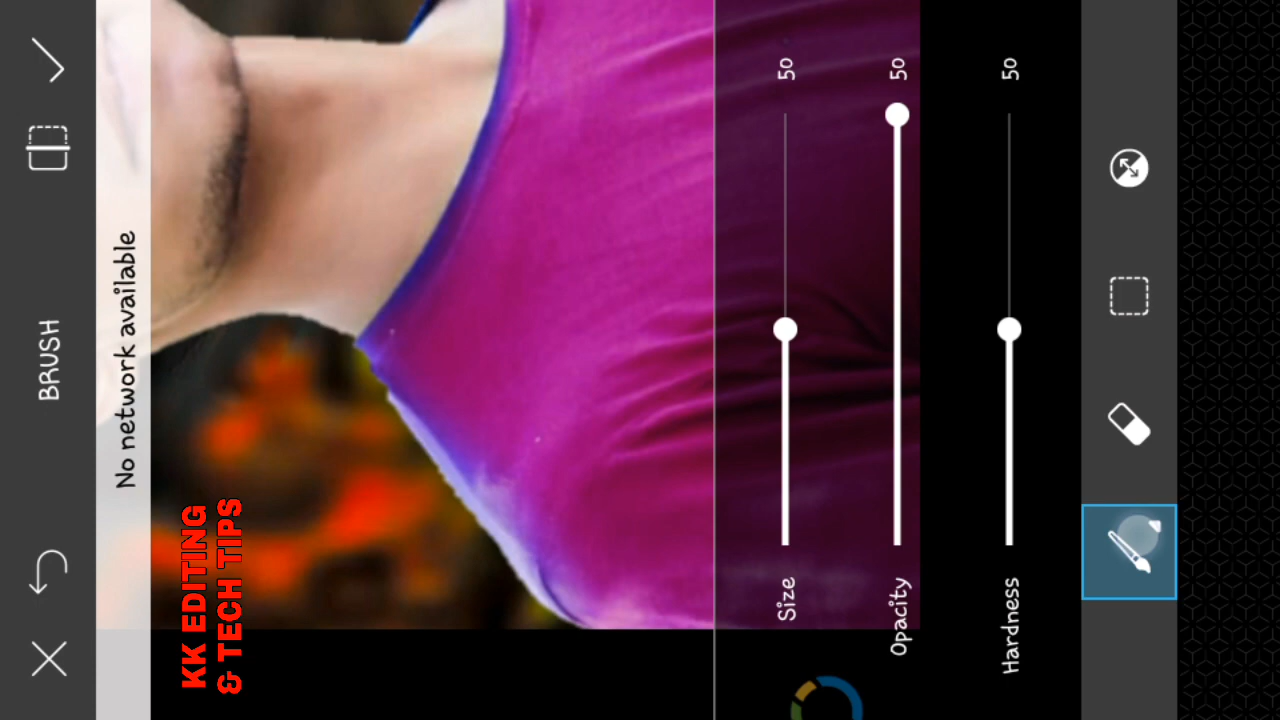 BRUSH
No network available
KK EDITING
& TECH TIPS
Size 50
Opacity 50
Hardness 50